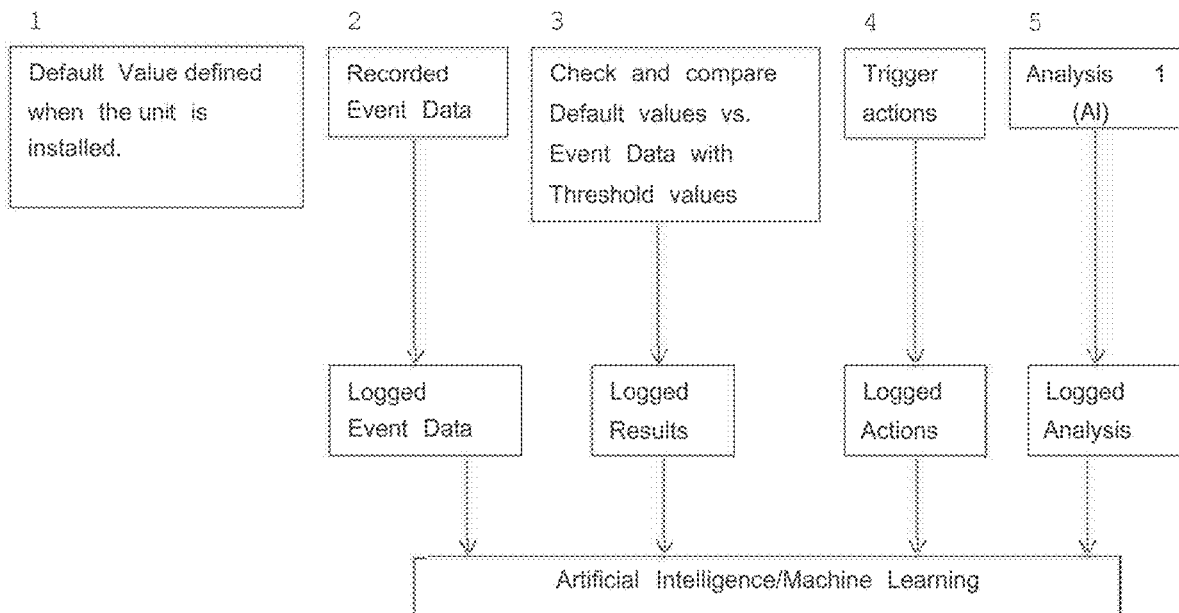 1 2 3 4 5
Default Value defined
when the unit is
installed.
Recorded
Event Data
Check and compare
Default values vs.
Event Data with
Threshold values
Trigger
actions
Analysis 1
(AI)
Logged
Event Data
Logged
Results
Logged
Actions
Logged
Analysis
Artificial Intelligence/Machine Learning